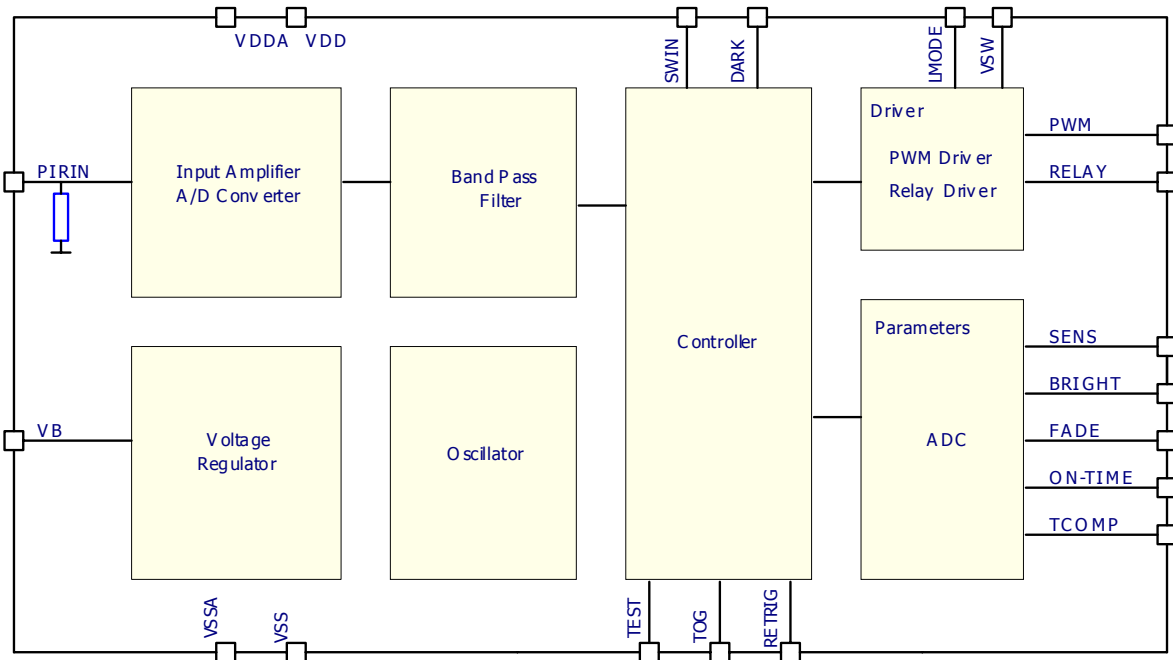 VDDA VDD
SWIN
DARK
LMODE
VSW
PIRIN
Input Amplifier
A/D Converter
Band Pass
Filter
Driver
PWM Driver
Relay Driver
PWM
RELAY
Controller
Parameters
ADC
SENS
BRIGHT
FADE
ON-TIME
TCOMP
VB
Voltage
Regulator
Oscillator
VSSA
VSS
TEST
TOG
RETRIG